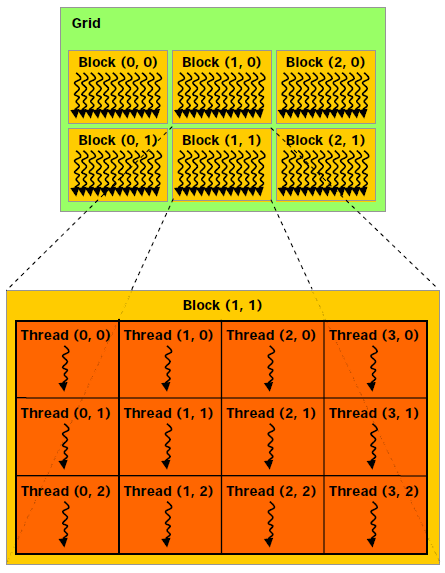 Grid
Block (0, 0) Block (1, 0) Block (2, 0)
Block (0, 1) Block (1, 1) Block (2, 1)
Block (1, 1)
Thread (0, 0) Thread (1, 0) Thread (2, 0) Thread (3, 0)
Thread (0, 1) Thread (1, 1) Thread (2, 1) Thread (3, 1)
Thread (0, 2) Thread (1, 2) Thread (2, 2) Thread (3, 2)